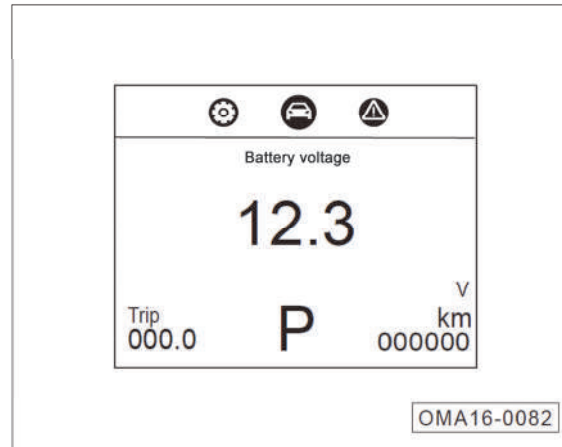 Battery voltage
12.3
V
Trip
P
km
000.0
000000
OMA16-0082